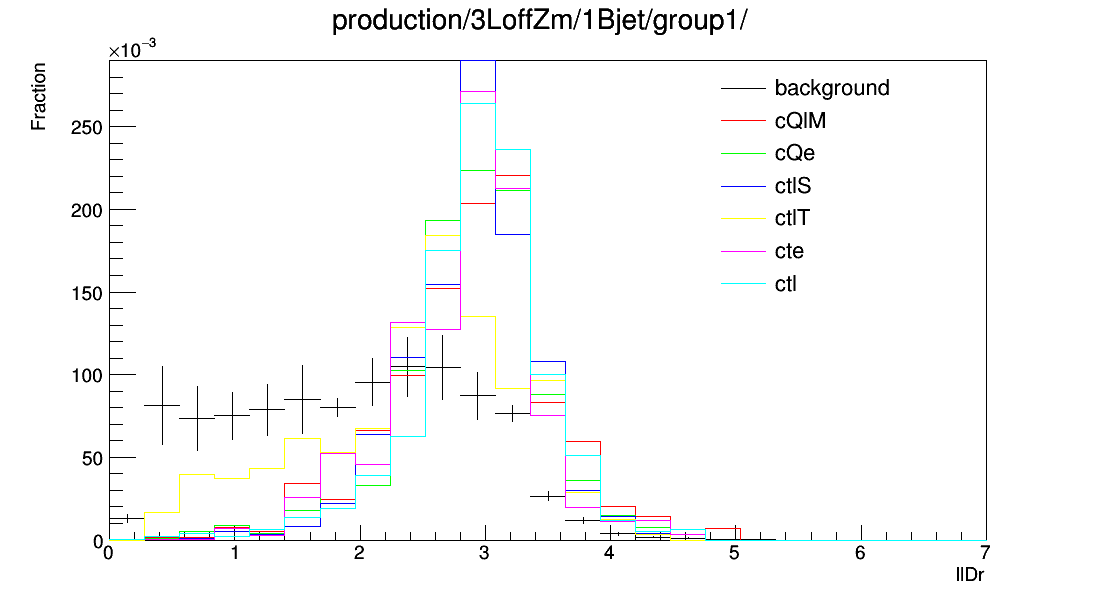 production/3LoffZm/1Bjet/group1/
×10⁻³
Fraction
250
200
150
100
50
0
0 1 2 3 4 5 6 7
llDr
background
cQlM
cQe
ctlS
ctlT
cte
ctl